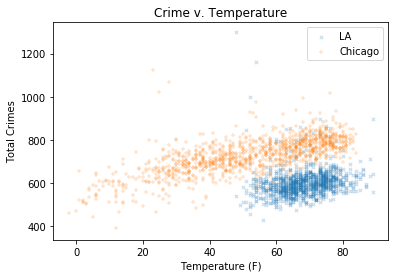 Crime v. Temperature
LA
Chicago
1200
1000
800
600
400
Total Crimes
0 20 40 60 80
Temperature (F)